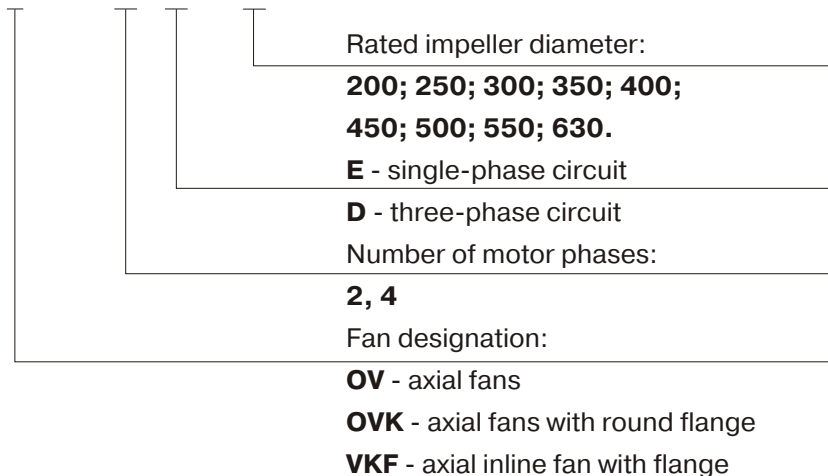 Rated impeller diameter:
200; 250; 300; 350; 400;
450; 500; 550; 630.
E - single-phase circuit
D - three-phase circuit
Number of motor phases:
2, 4
Fan designation:
OV - axial fans
OVK - axial fans with round flange
VKF - axial inline fan with flange